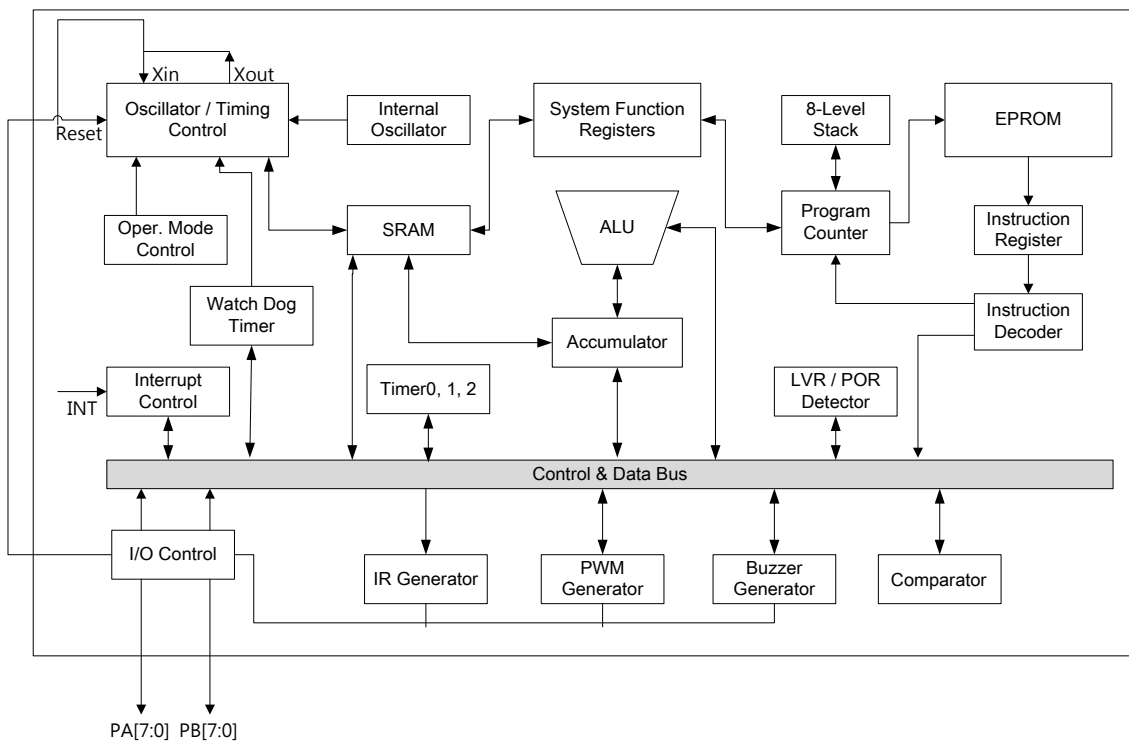 Xin
Xout
Oscillator / Timing
Control
Reset
Internal
Oscillator
System Function
Registers
8-Level
Stack
EPROM
Oper. Mode
Control
SRAM
ALU
Program
Counter
Instruction
Register
Watch Dog
Timer
Accumulator
Instruction
Decoder
INT
Interrupt
Control
Timer0, 1, 2
LVR / POR
Detector
Control & Data Bus
I/O Control
IR Generator
PWM
Generator
Buzzer
Generator
Comparator
PA[7:0]
PB[7:0]